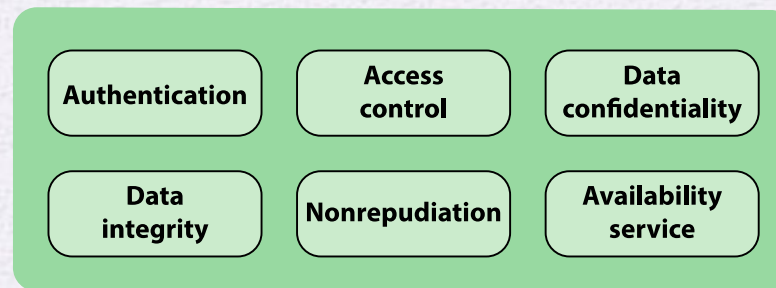 Authentication
Access
control
Data
confidentiality
Data
integrity
Nonrepudiation
Availability
service